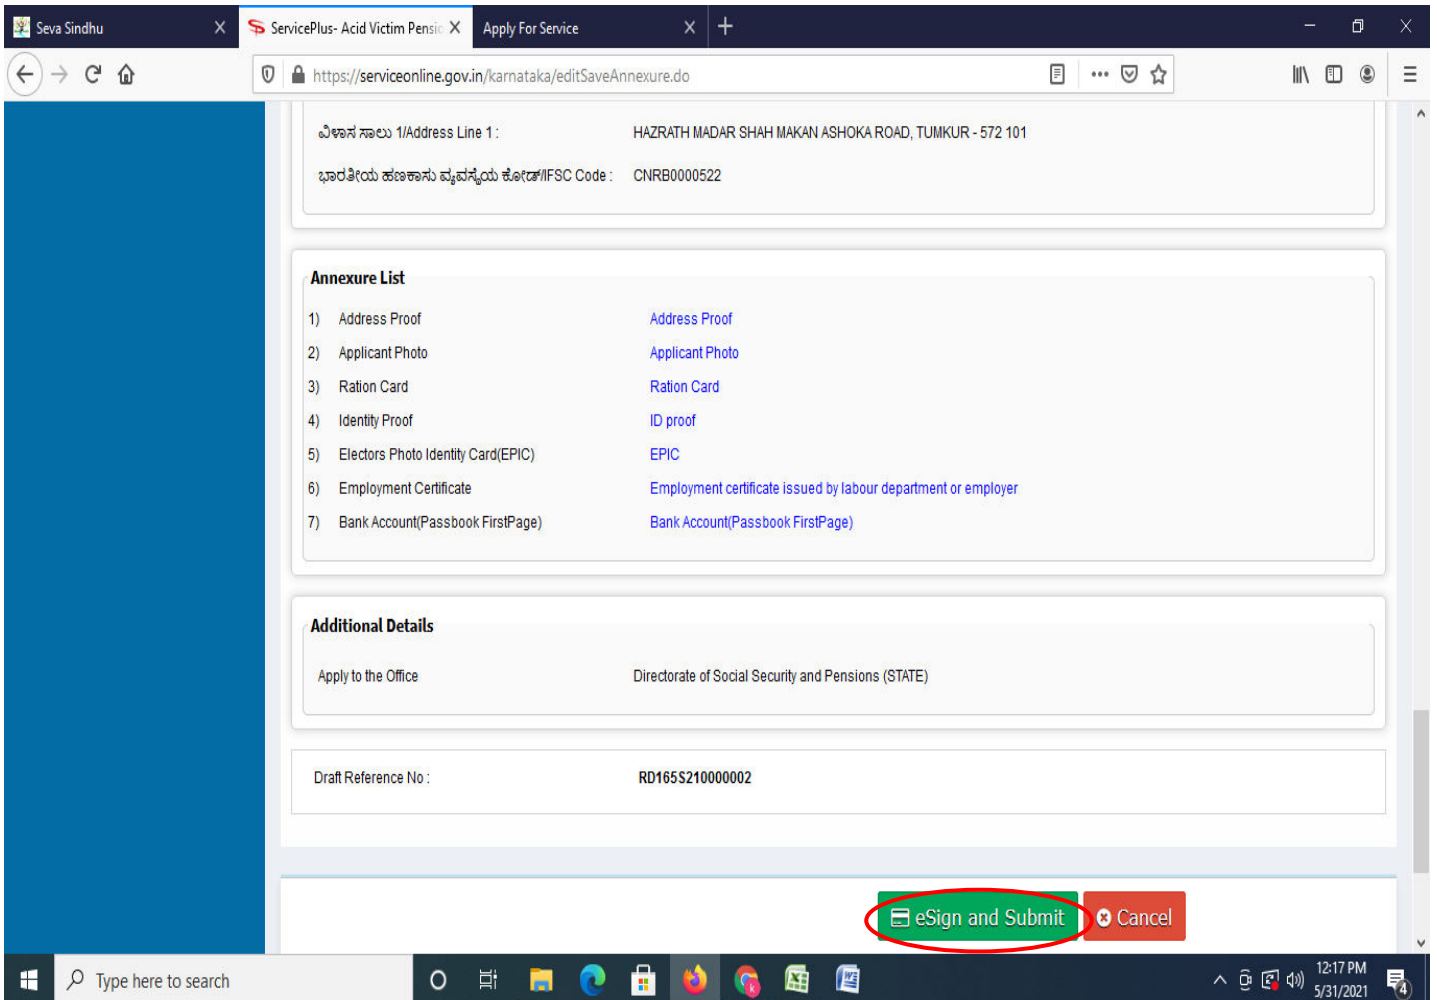 Seva Sindhu
ServicePlus- Acid Victim Pensio
Apply For Service
https://serviceonline.gov.in/karnataka/editSaveAnnexure.do
ವಿಳಾಸ ಸಾಲು 1/Address Line 1 : HAZRATH MADAR SHAH MAKAN ASHOKA ROAD, TUMKUR - 572 101
ಭಾರತೀಯ ಹಣಕಾಸು ವ್ಯವಸ್ಥೆಯ ಕೋಡ್/IFSC Code : CNRB0000522
Annexure List
1) Address Proof Address Proof
2) Applicant Photo Applicant Photo
3) Ration Card Ration Card
4) Identity Proof ID proof
5) Electors Photo Identity Card(EPIC) EPIC
6) Employment Certificate Employment certificate issued by labour department or employer
7) Bank Account(Passbook FirstPage) Bank Account(Passbook FirstPage)
Additional Details
Apply to the Office Directorate of Social Security and Pensions (STATE)
Draft Reference No : RD165S210000002
eSign and Submit Cancel
Type here to search
12:17 PM
5/31/2021
4